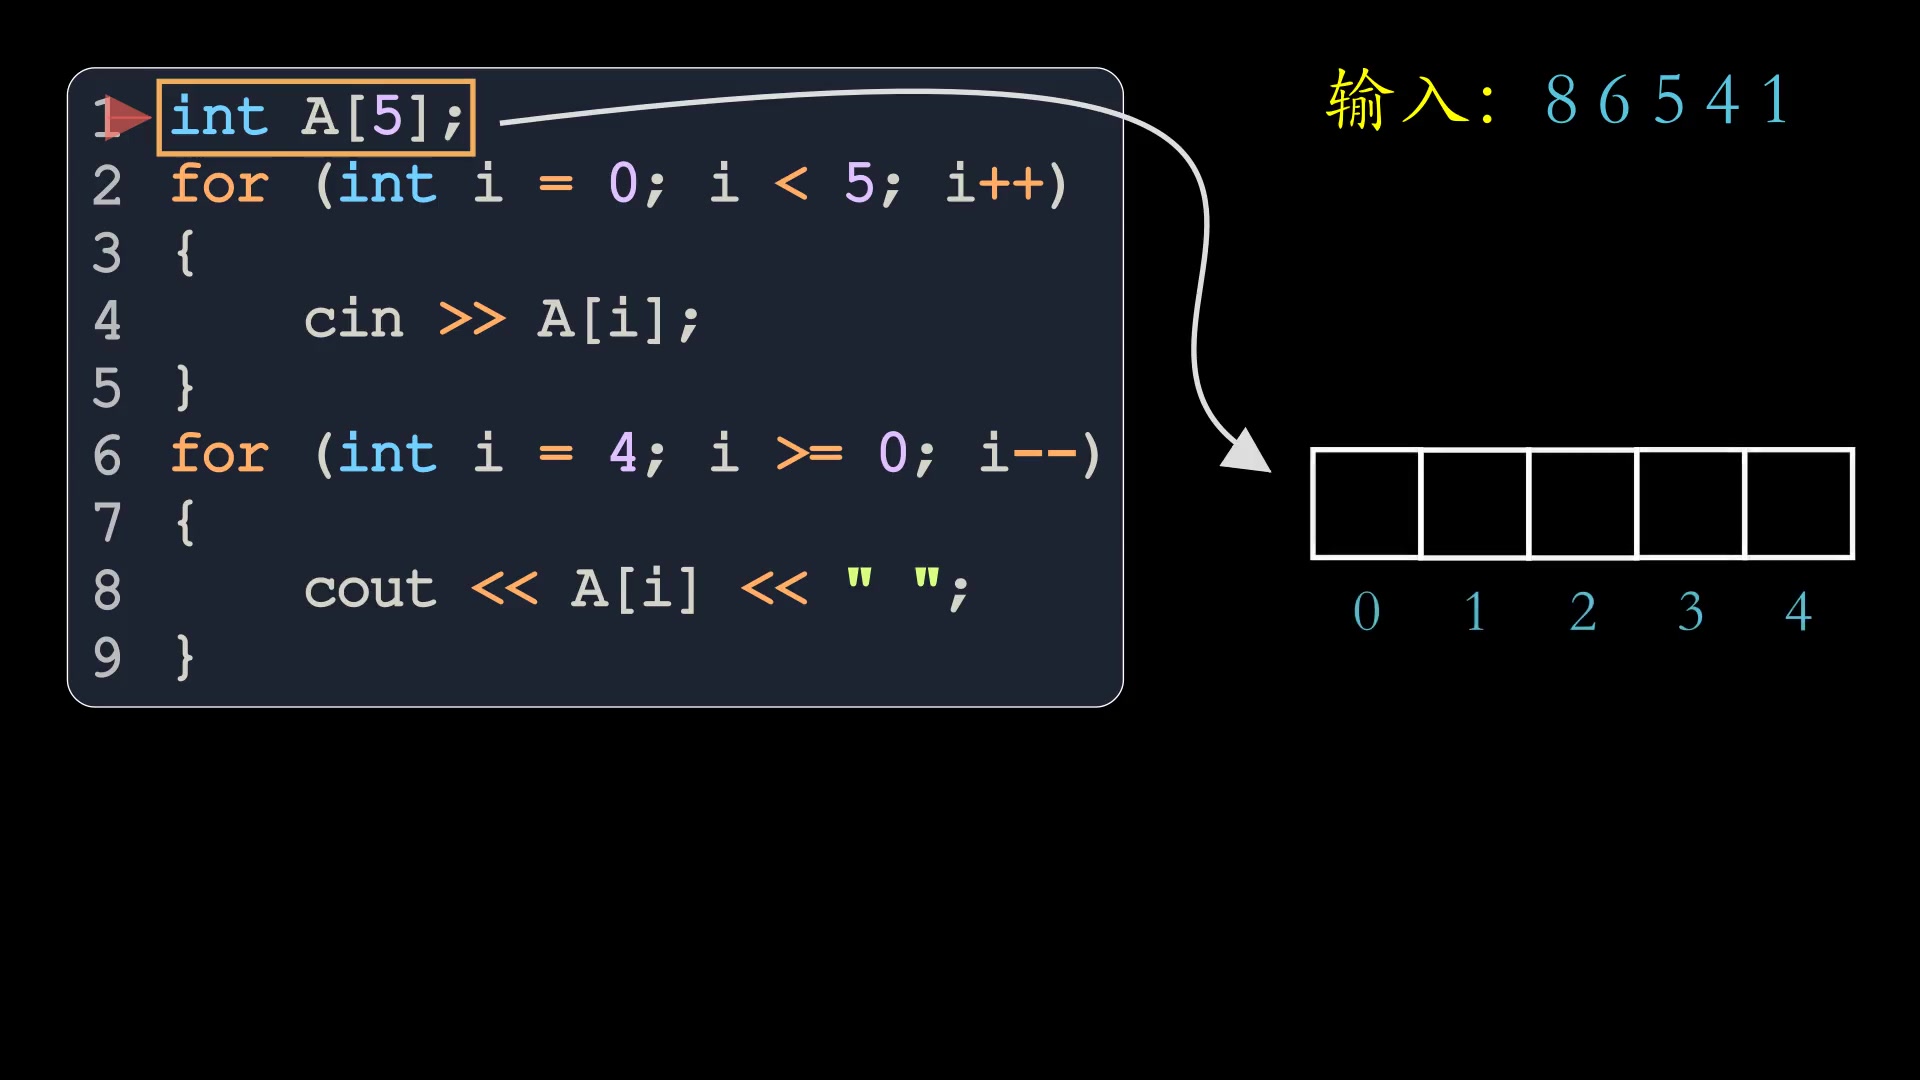 1 int A[5];
2 for (int i = 0; i < 5; i++)
3 {
4     cin >> A[i];
5 }
6 for (int i = 4; i >= 0; i--)
7 {
8     cout << A[i] << " ";
9 }
输入: 8 6 5 4 1
0 1 2 3 4